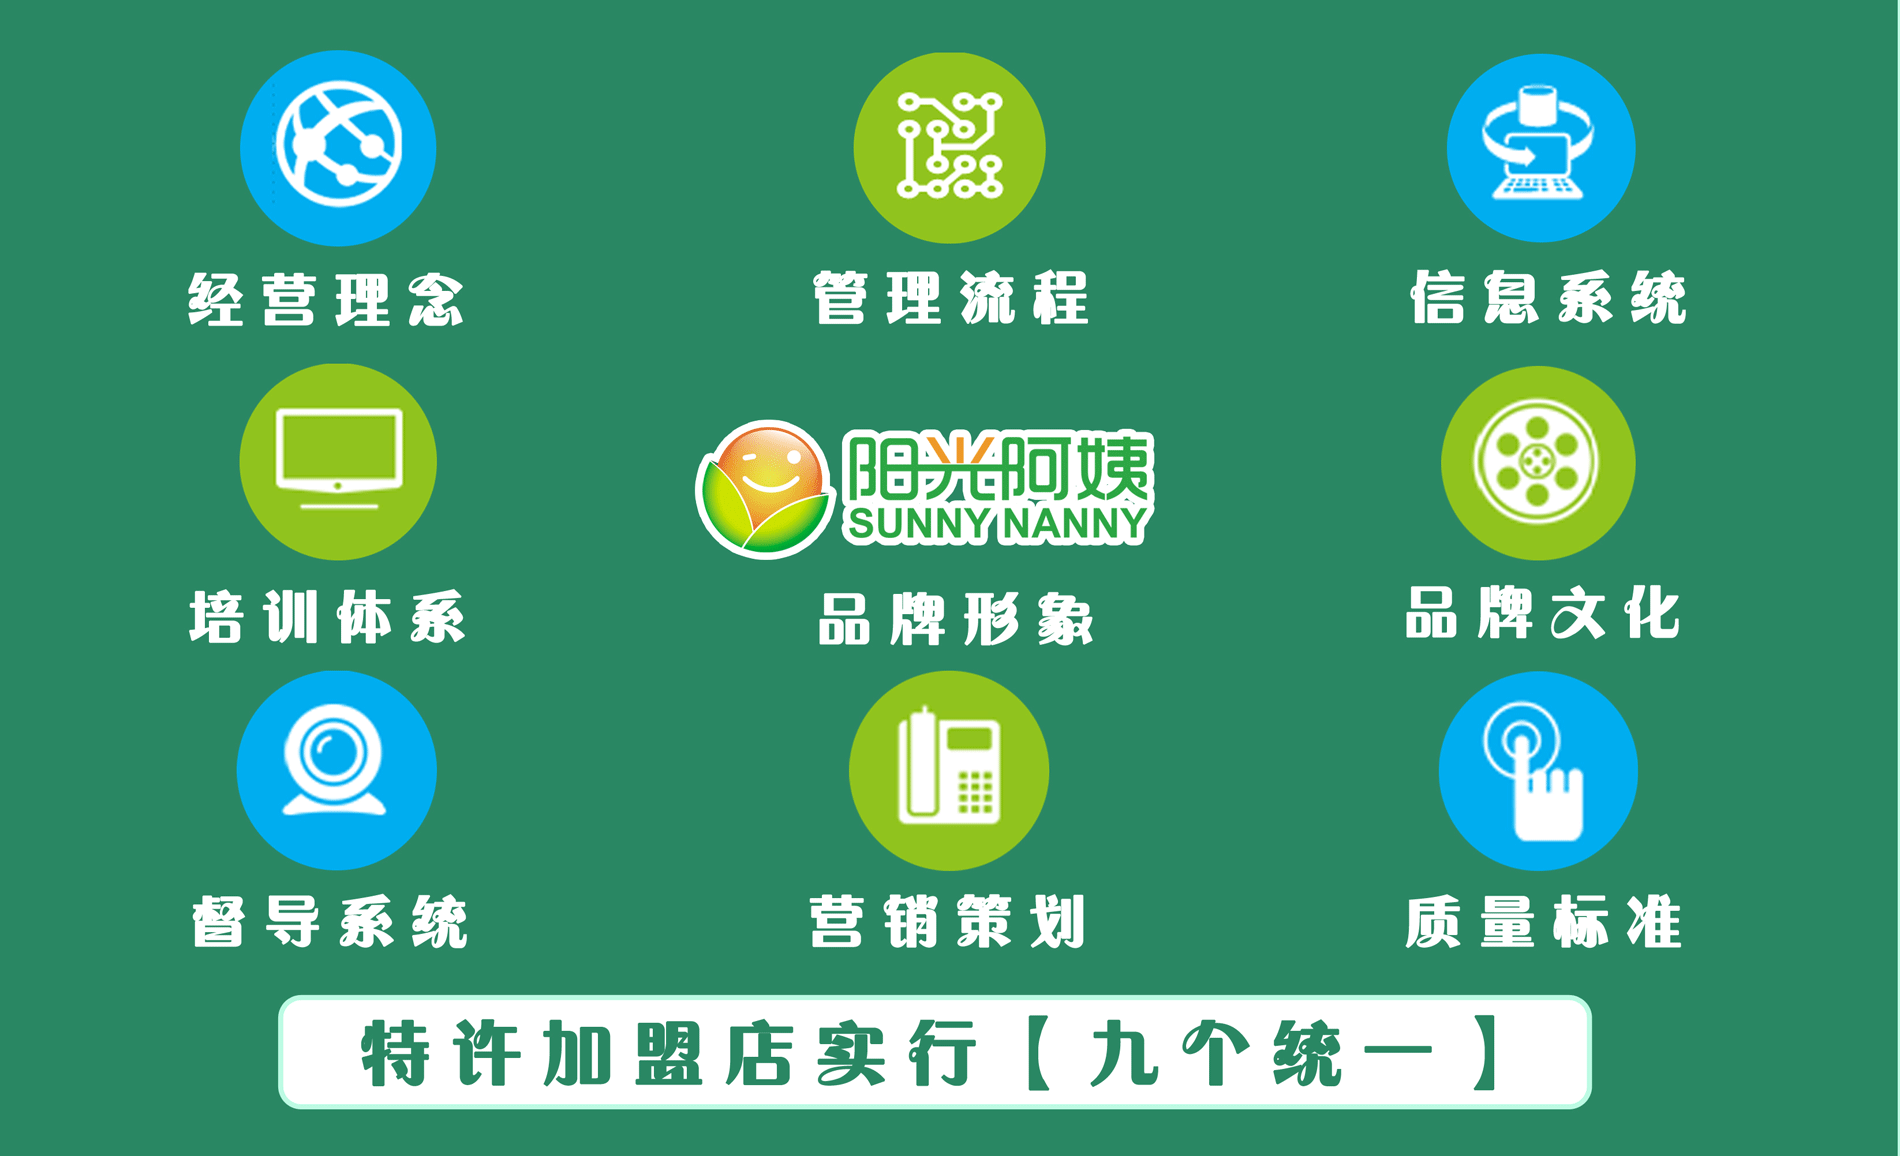 经营理念
管理流程
信息系统
阳光阿姨
SUNNY NANNY
培训体系
品牌形象
品牌文化
督导系统
营销策划
质量标准
特许加盟店实行【九个统一】